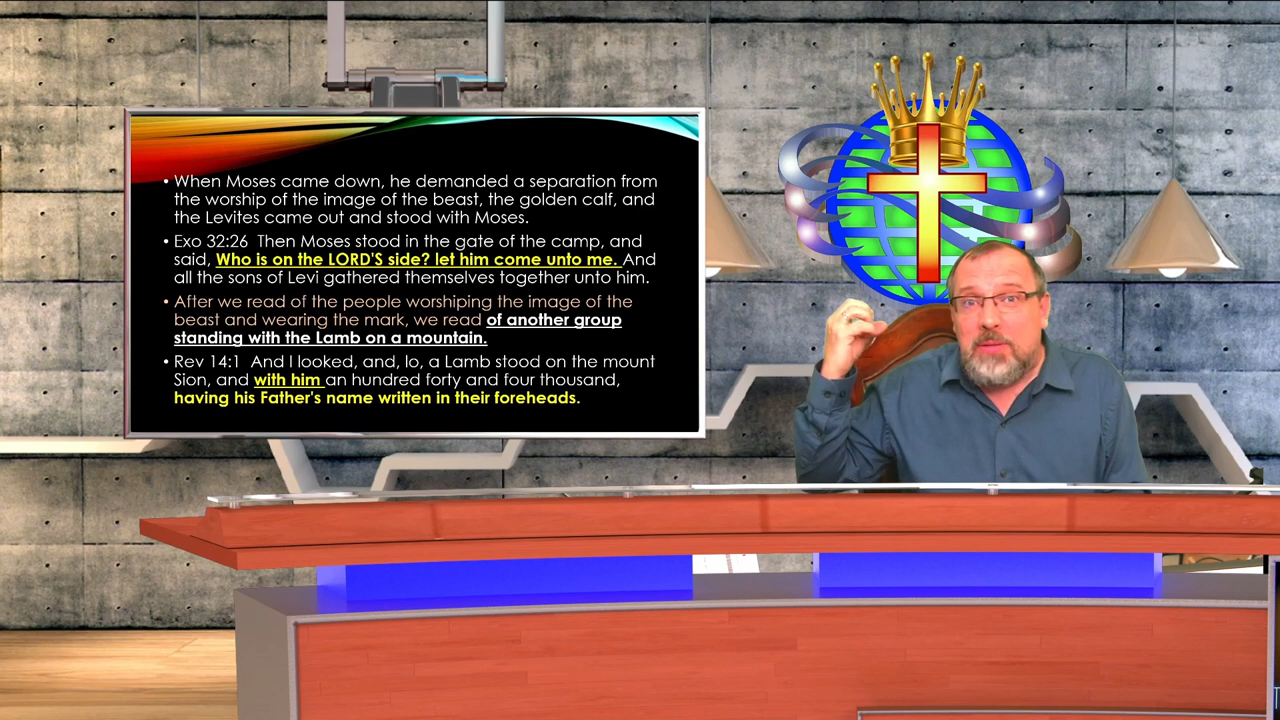 • When Moses came down, he demanded a separation from
the worship of the image of the beast, the golden calf, and
the Levites came out and stood with Moses.
• Exo 32:26  Then Moses stood in the gate of the camp, and
said, Who is on the LORD'S side? let him come unto me. And
all the sons of Levi gathered themselves together unto him.
• After we read of the people worshiping the image of the
beast and wearing the mark, we read of another group
standing with the Lamb on a mountain.
• Rev 14:1  And I looked, and, lo, a Lamb stood on the mount
Sion, and with him an hundred forty and four thousand,
having his Father's name written in their foreheads.